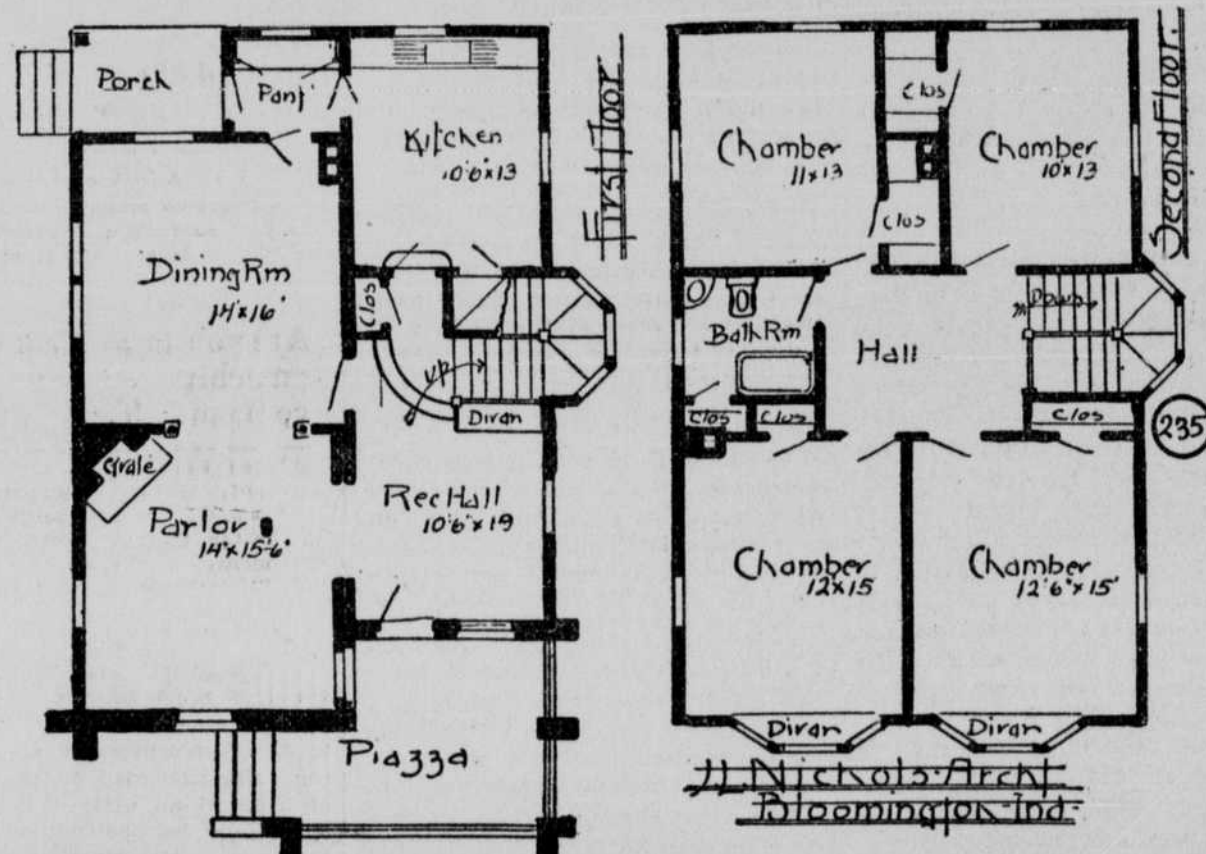 Porch
Pant'
Kitchen
10'6"x13
First Floor
Dining Rm
14'x16'
Clos
UP
Divan
Grate
Parlor
14'x15'6"
Rec Hall
10'6"x19
Piazza
Chamber
11x13
Clos
Clos
Chamber
10'x13
Second Floor.
Bath Rm
Hall
Down
Clos
Clos
Clos
235
Chamber
12x15
Chamber
12'6"x15'
Divan
Divan
Nichols-Arch't
Bloomington-Ind.